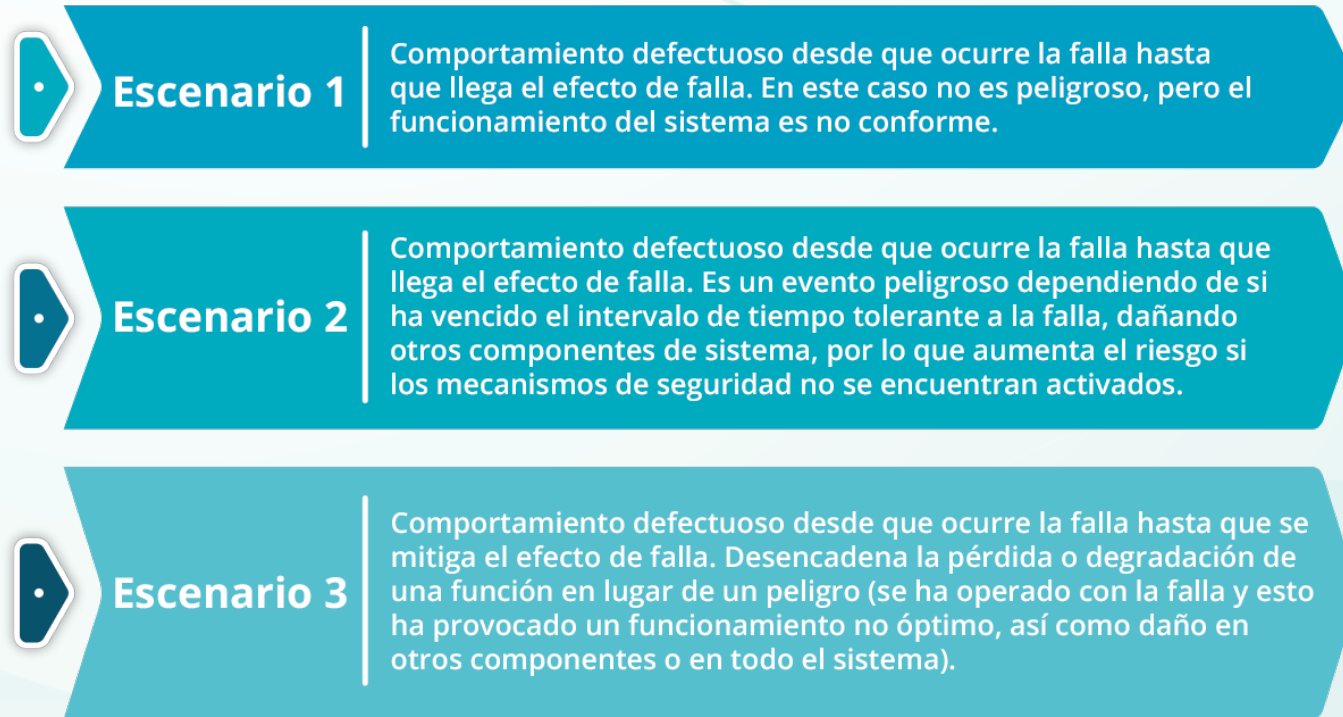 Escenario 1
Comportamiento defectuoso desde que ocurre la falla hasta
que llega el efecto de falla. En este caso no es peligroso, pero el
funcionamiento del sistema es no conforme.
Escenario 2
Comportamiento defectuoso desde que ocurre la falla hasta que
llega el efecto de falla. Es un evento peligroso dependiendo de si
ha vencido el intervalo de tiempo tolerante a la falla, dañando
otros componentes de sistema, por lo que aumenta el riesgo si
los mecanismos de seguridad no se encuentran activados.
Escenario 3
Comportamiento defectuoso desde que ocurre la falla hasta que se
mitiga el efecto de falla. Desencadena la pérdida o degradación de
una función en lugar de un peligro (se ha operado con la falla y esto
ha provocado un funcionamiento no óptimo, así como daño en
otros componentes o en todo el sistema).